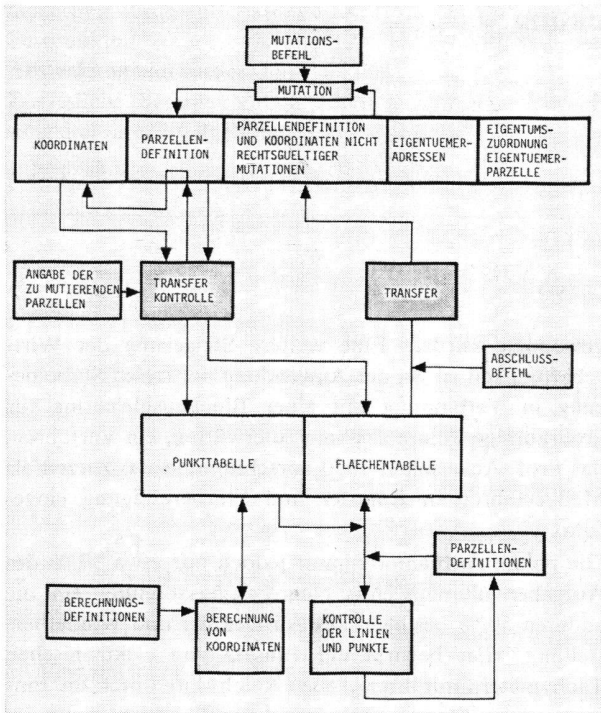 MUTATIONS-
BEFEHL
MUTATION
KOORDINATEN
PARZELLEN-
DEFINITION
PARZELLENDEFINITION
UND KOORDINATEN NICHT
RECHTSGUELTIGER
MUTATIONEN
EIGENTUEMER-
ADRESSEN
EIGENTUMS-
ZUORDNUNG
EIGENTUEMER-
PARZELLE
ANGABE DER
ZU MUTIERENDEN
PARZELLEN
TRANSFER
KONTROLLE
TRANSFER
ABSCHLUSS-
BEFEHL
PUNKTTABELLE
FLAECHENTABELLE
PARZELLEN-
DEFINITIONEN
BERECHNUNGS-
DEFINITIONEN
BERECHNUNG
VON
KOORDINATEN
KONTROLLE
DER LINIEN
UND PUNKTE